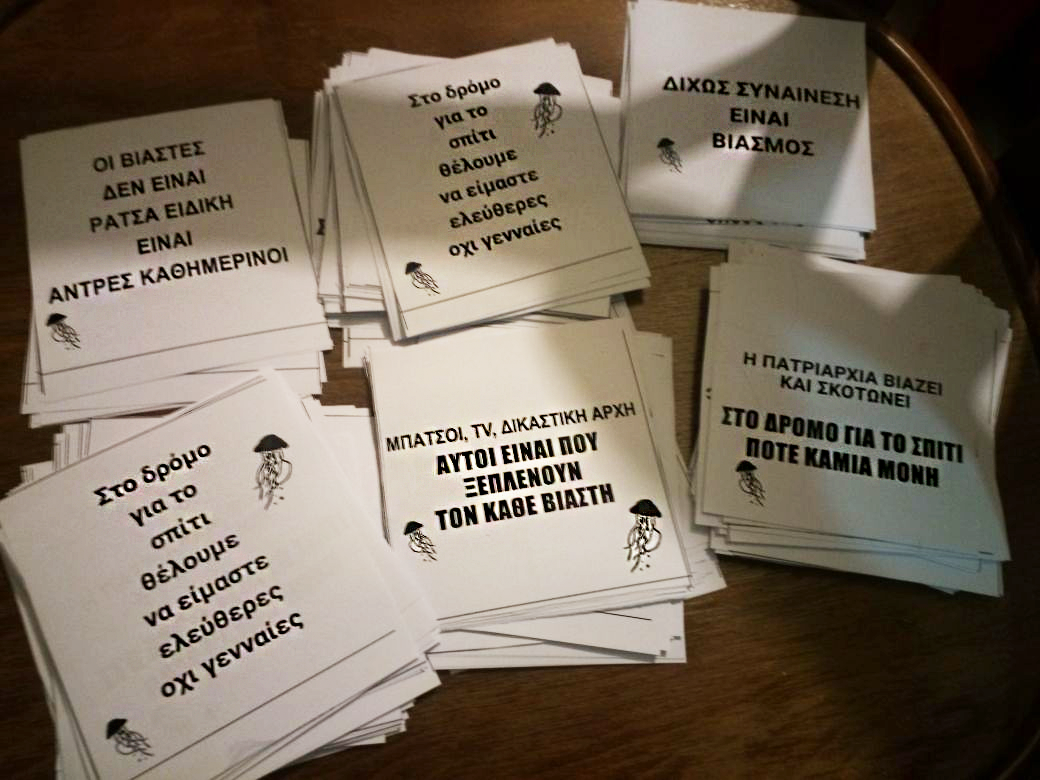 ΟΙ ΒΙΑΣΤΕΣ
ΔΕΝ ΕΙΝΑΙ
ΡΑΤΣΑ ΕΙΔΙΚΗ
ΕΙΝΑΙ
ΑΝΤΡΕΣ ΚΑΘΗΜΕΡΙΝΟΙ
Στο δρόμο
για το
σπίτι
θέλουμε
να είμαστε
ελεύθερες
οχι γενναίες
ΔΙΧΩΣ ΣΥΝΑΙΝΕΣΗ
ΕΙΝΑΙ
ΒΙΑΣΜΟΣ
Στο δρόμο
για το
σπίτι
θέλουμε
να είμαστε
ελεύθερες
οχι γενναίες
ΜΠΑΤΣΟΙ, TV, ΔΙΚΑΣΤΙΚΗ ΑΡΧΗ
ΑΥΤΟΙ ΕΙΝΑΙ ΠΟΥ
ΞΕΠΛΕΝΟΥΝ
ΤΟΝ ΚΑΘΕ ΒΙΑΣΤΗ
Η ΠΑΤΡΙΑΡΧΙΑ ΒΙΑΖΕΙ
ΚΑΙ ΣΚΟΤΩΝΕΙ
ΣΤΟ ΔΡΟΜΟ ΓΙΑ ΤΟ ΣΠΙΤΙ
ΠΟΤΕ ΚΑΜΙΑ ΜΟΝΗ